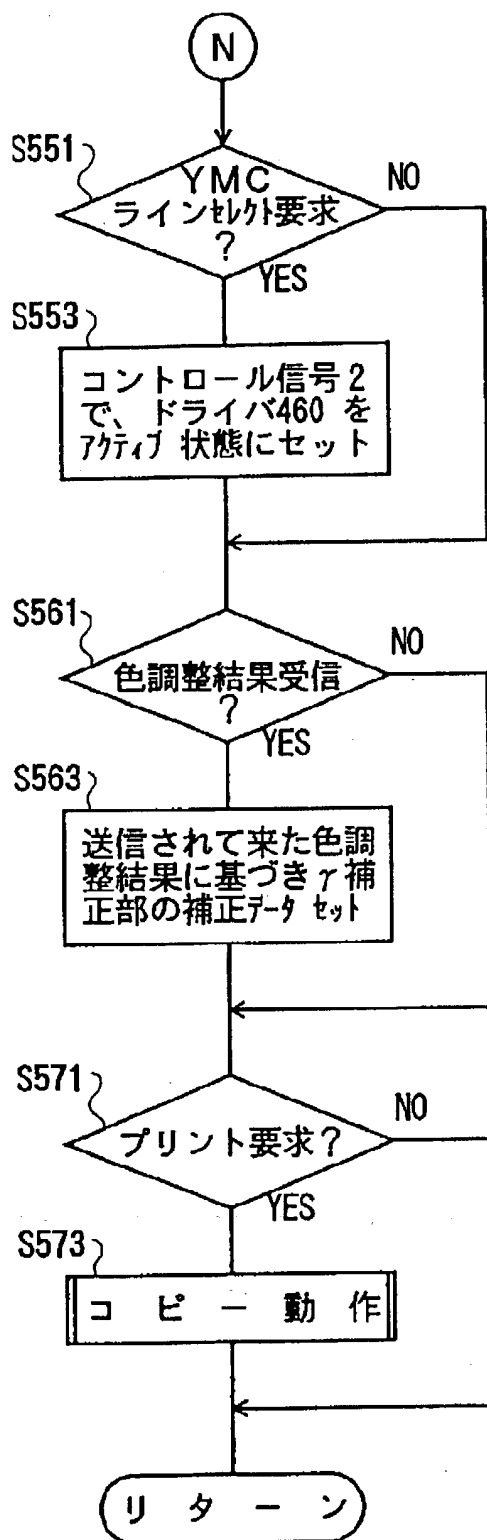 N
S551
YMC
ラインセレクト要求
?
NO
YES
S553
コントロール信号2
で、ドライバ460 を
アクティブ 状態にセット
S561
色調整結果受信
?
NO
YES
S563
送信されて来た色調
整結果に基づきγ補
正部の補正データ セット
S571
プリント要求?
NO
YES
S573
コピー動作
リターン